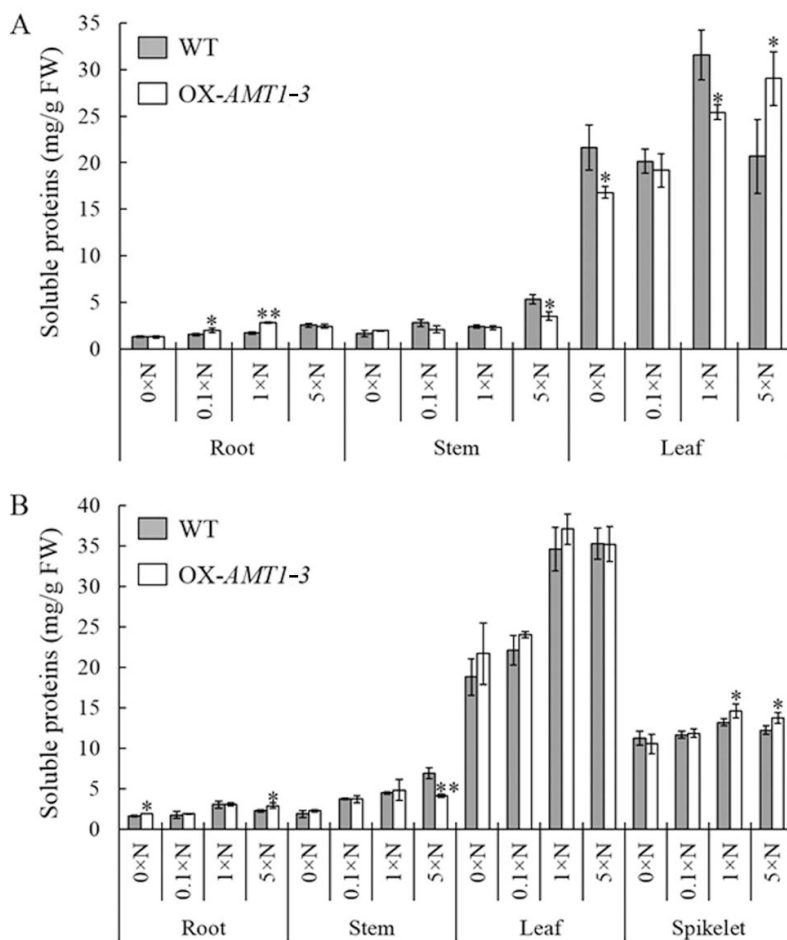 A
Soluble proteins (mg/g FW)
35
30
25
20
15
10
5
0
WT
OX-AMT1-3
*
**
*
*
*
*
0×N
0.1×N
1×N
5×N
0×N
0.1×N
1×N
5×N
0×N
0.1×N
1×N
5×N
Root Stem Leaf
B
Soluble proteins (mg/g FW)
40
35
30
25
20
15
10
5
0
WT
OX-AMT1-3
*
*
**
*
*
0×N
0.1×N
1×N
5×N
0×N
0.1×N
1×N
5×N
0×N
0.1×N
1×N
5×N
0×N
0.1×N
1×N
5×N
Root Stem Leaf Spikelet